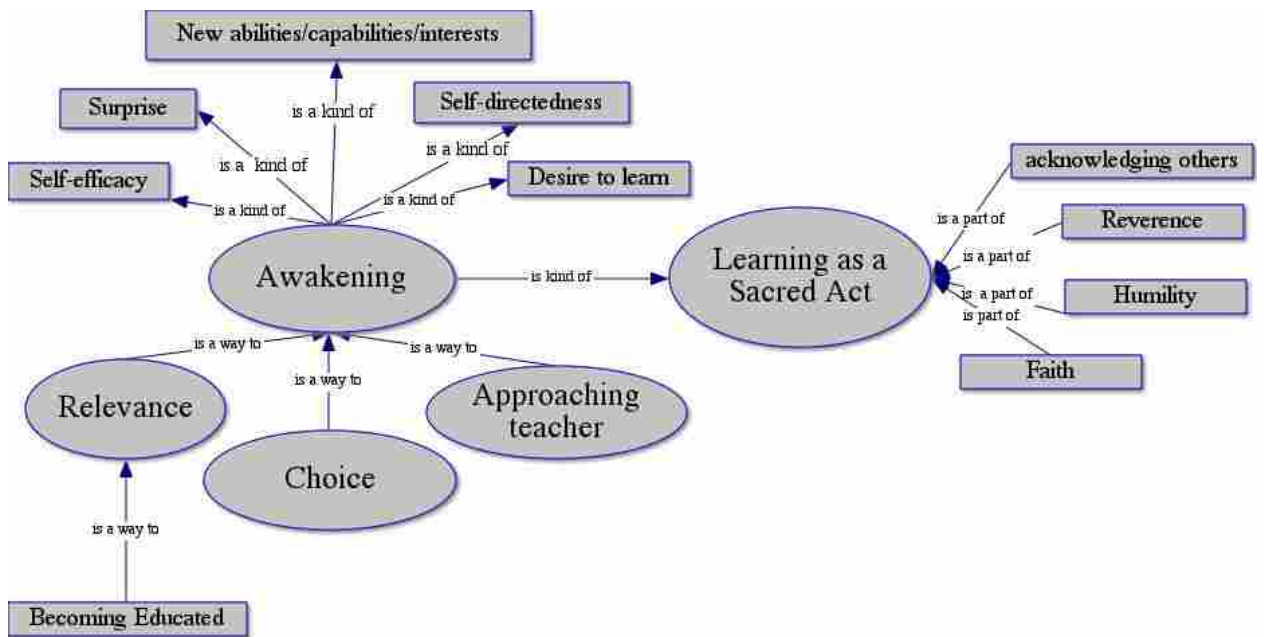 New abilities/capabilities/interests
Surprise
Self-directedness
is a kind of
is a kind of
is a kind of
Self-efficacy
Desire to learn
is a kind of
is a kind of
acknowledging others
is a part of
Reverence
is a part of
Awakening
is kind of
Learning as a
Sacred Act
Humility
is a part of
is part of
Faith
is a way to
is a way to
is a way to
Relevance
Choice
Approaching
teacher
is a way to
Becoming Educated